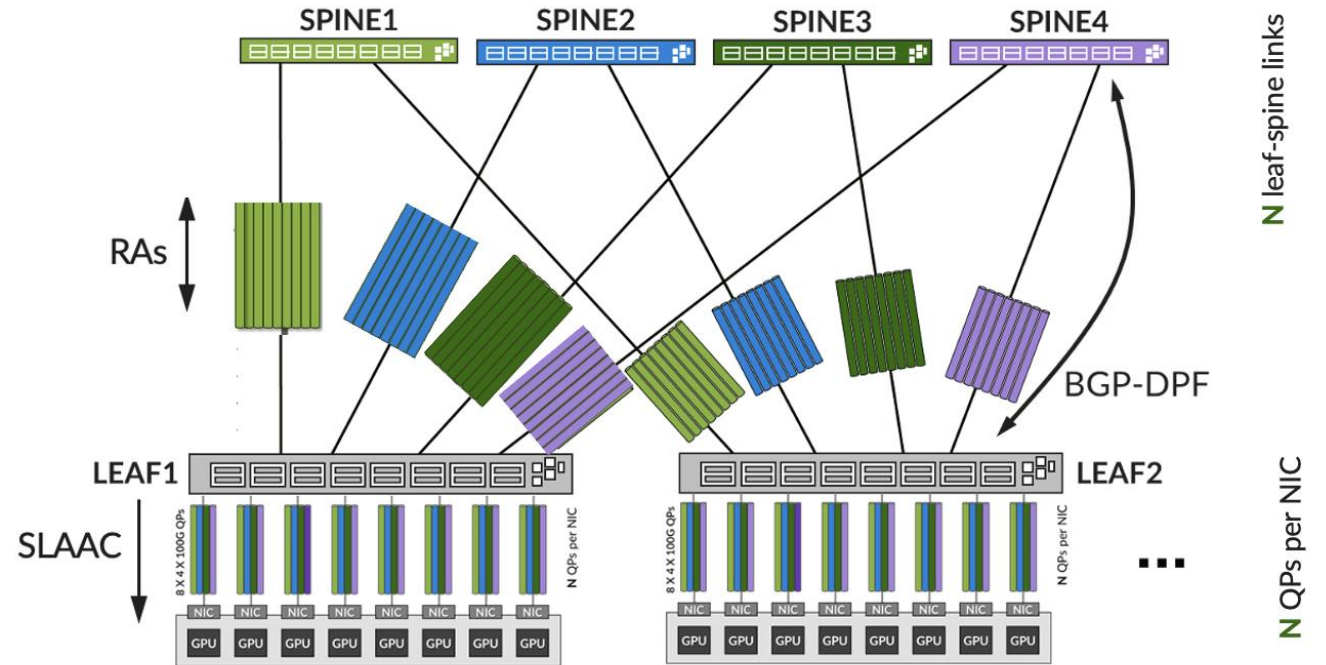 SPINE1
SPINE2
SPINE3
SPINE4
N leaf-spine links
RAs
BGP-DPF
LEAF1
LEAF2
SLAAC
8 X 4 X 100G QPs
N QPs per NIC
8 X 4 X 100G QPs
N QPs per NIC
N QPs per NIC
...
NIC NIC NIC NIC NIC NIC NIC NIC
GPU GPU GPU GPU GPU GPU GPU GPU
NIC NIC NIC NIC NIC NIC NIC NIC
GPU GPU GPU GPU GPU GPU GPU GPU